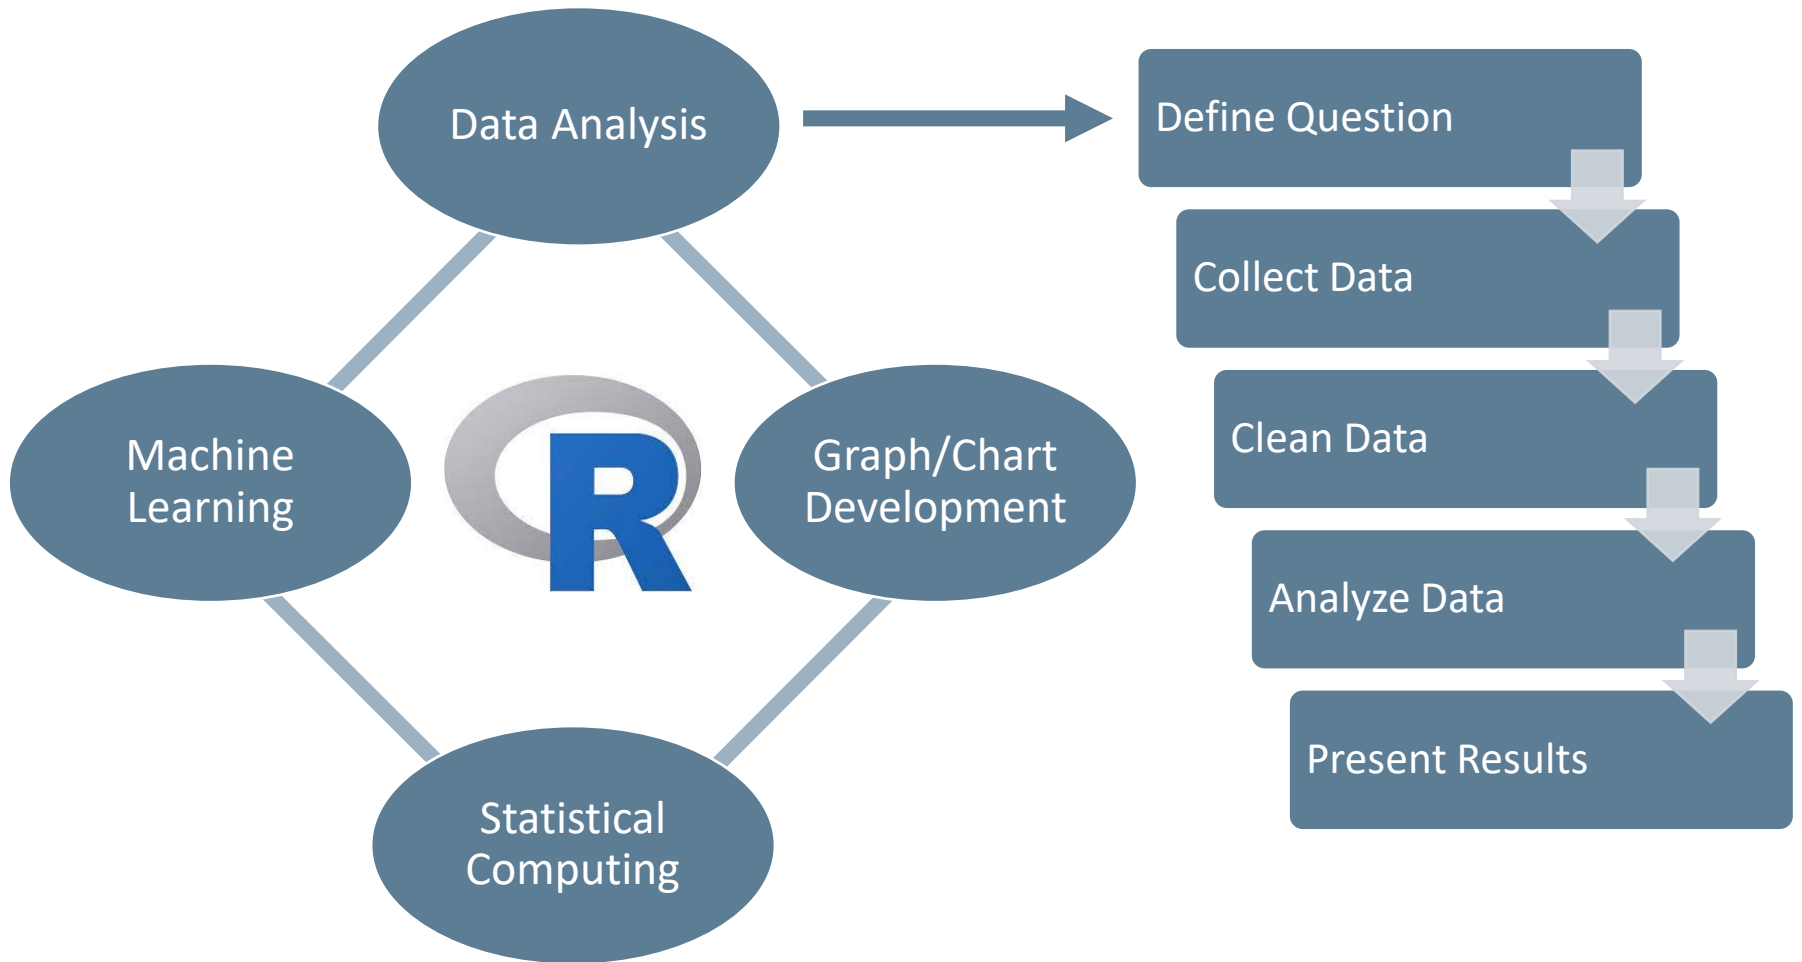 Data Analysis
Machine
Learning
R
Graph/Chart
Development
Statistical
Computing
Define Question
Collect Data
Clean Data
Analyze Data
Present Results